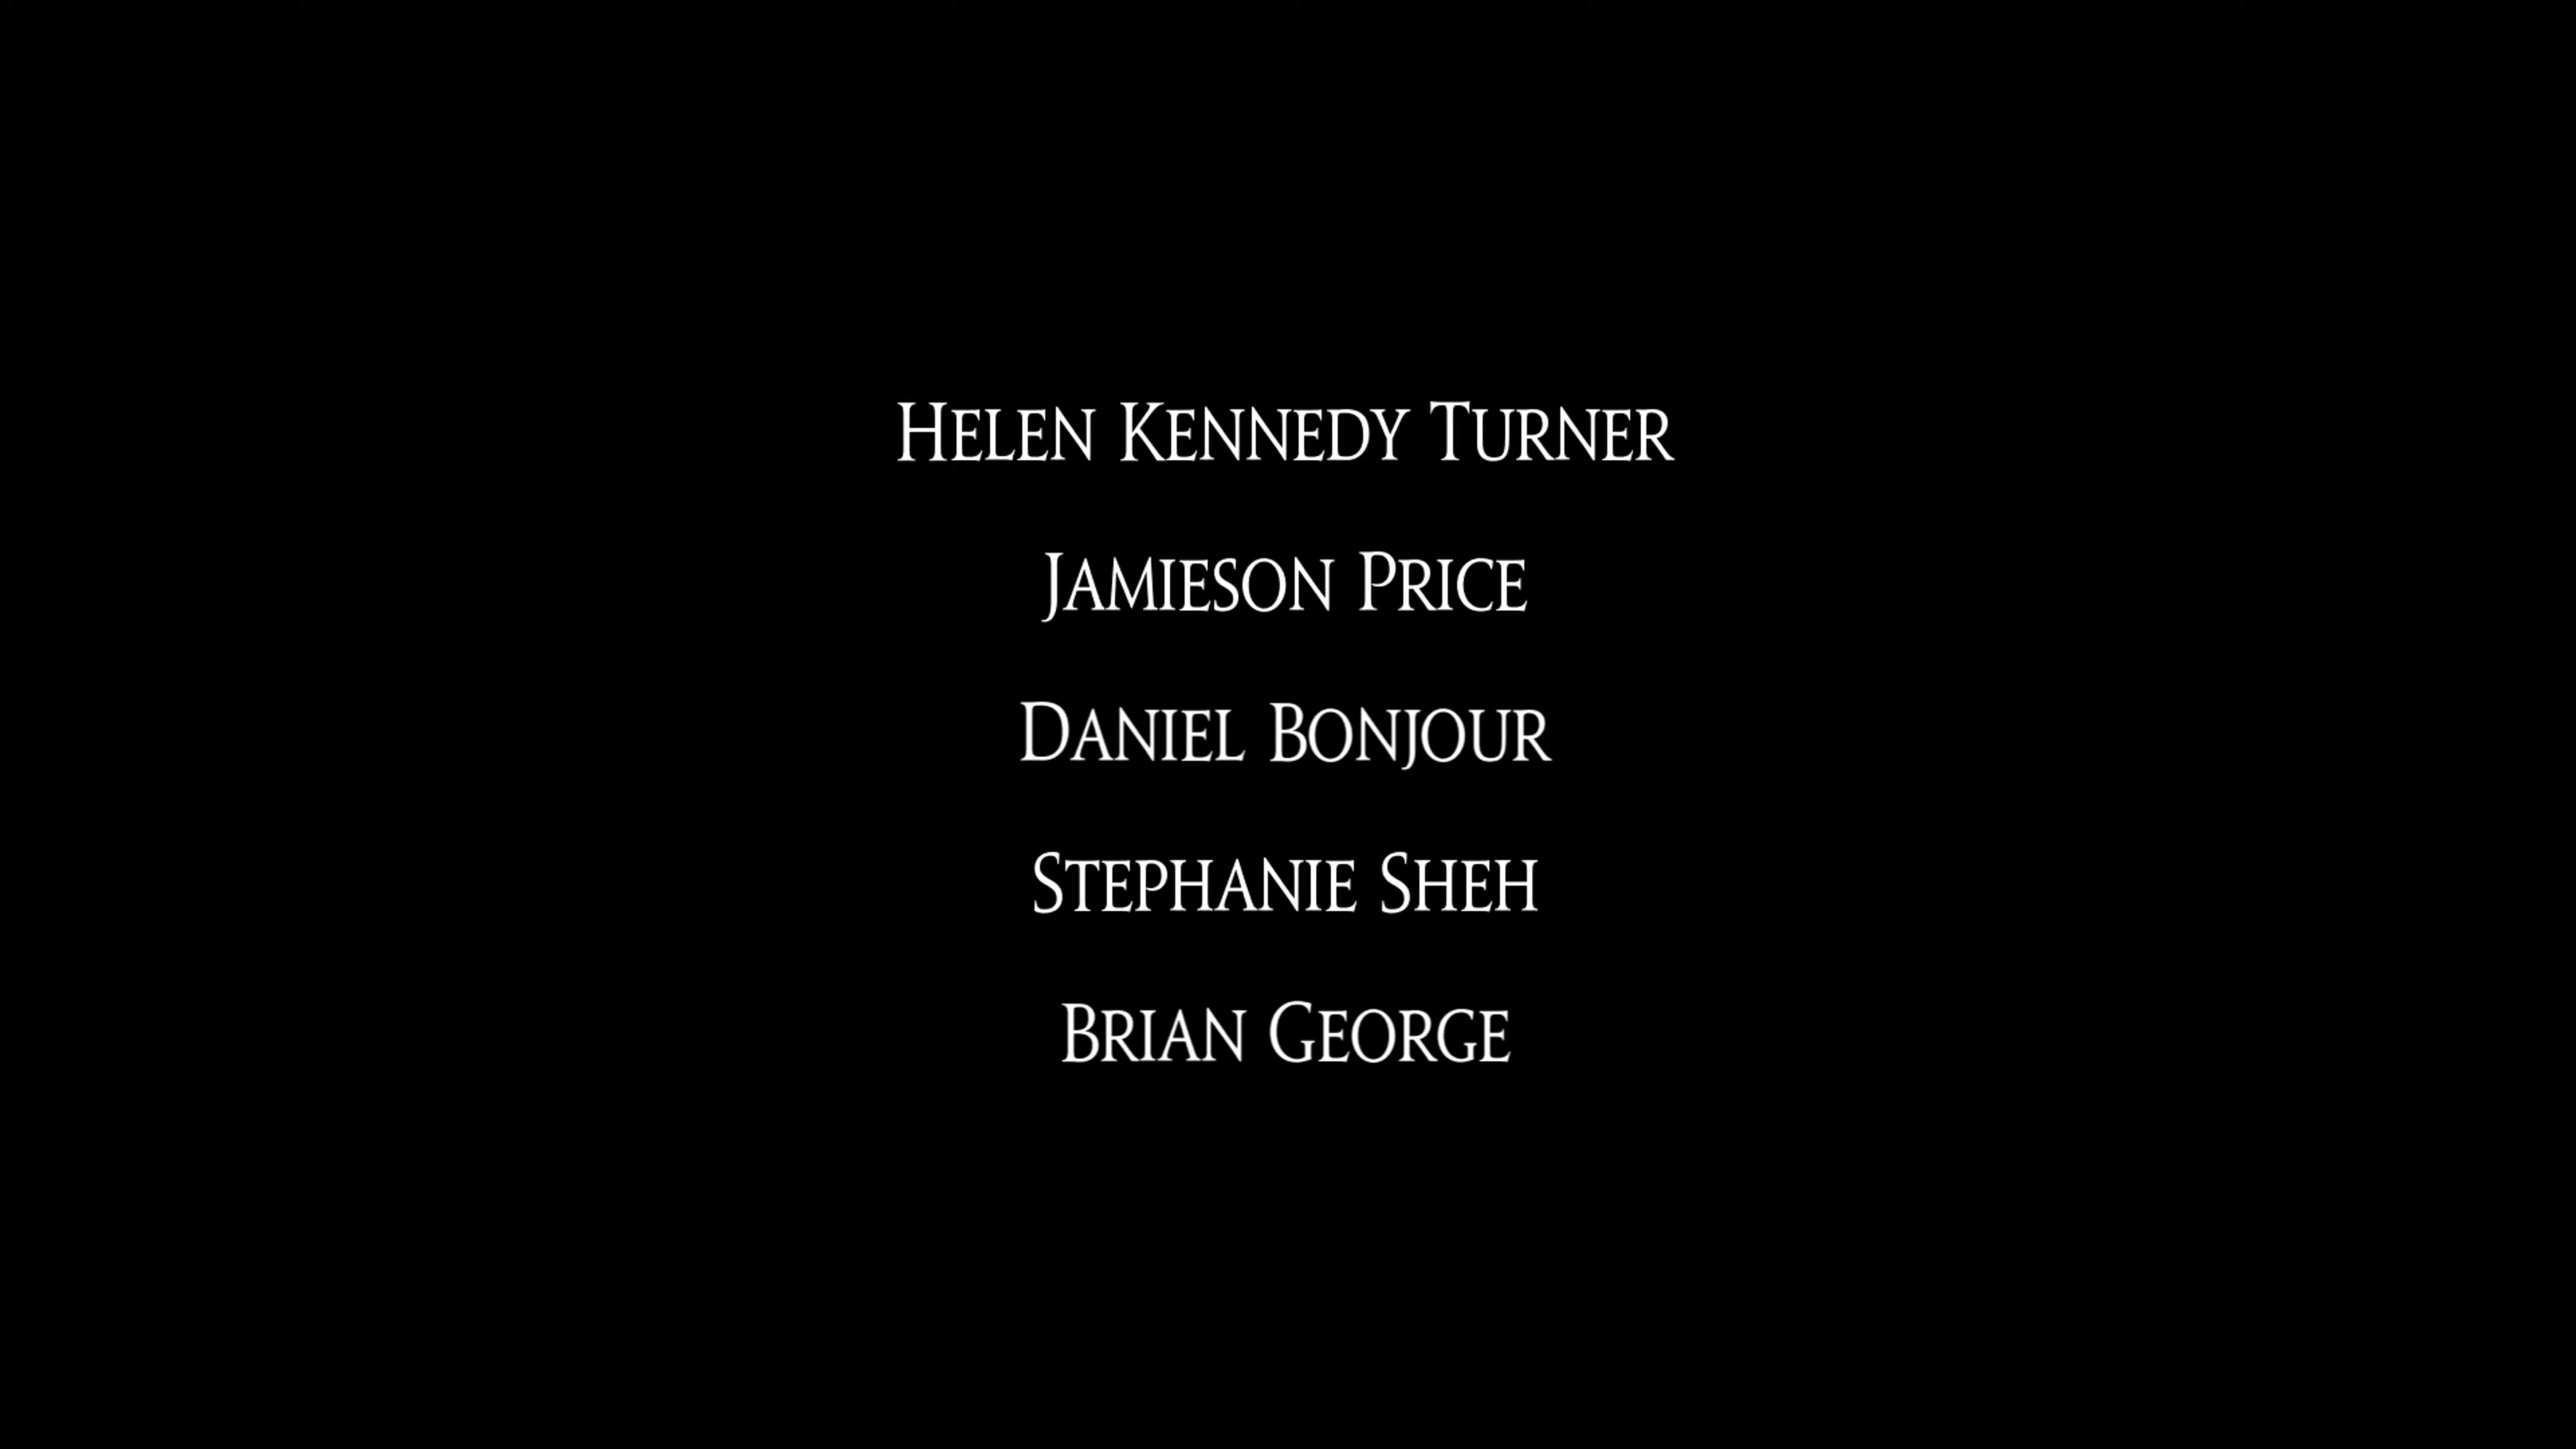 Helen Kennedy Turner
Jamieson Price
Daniel Bonjour
Stephanie Sheh
Brian George